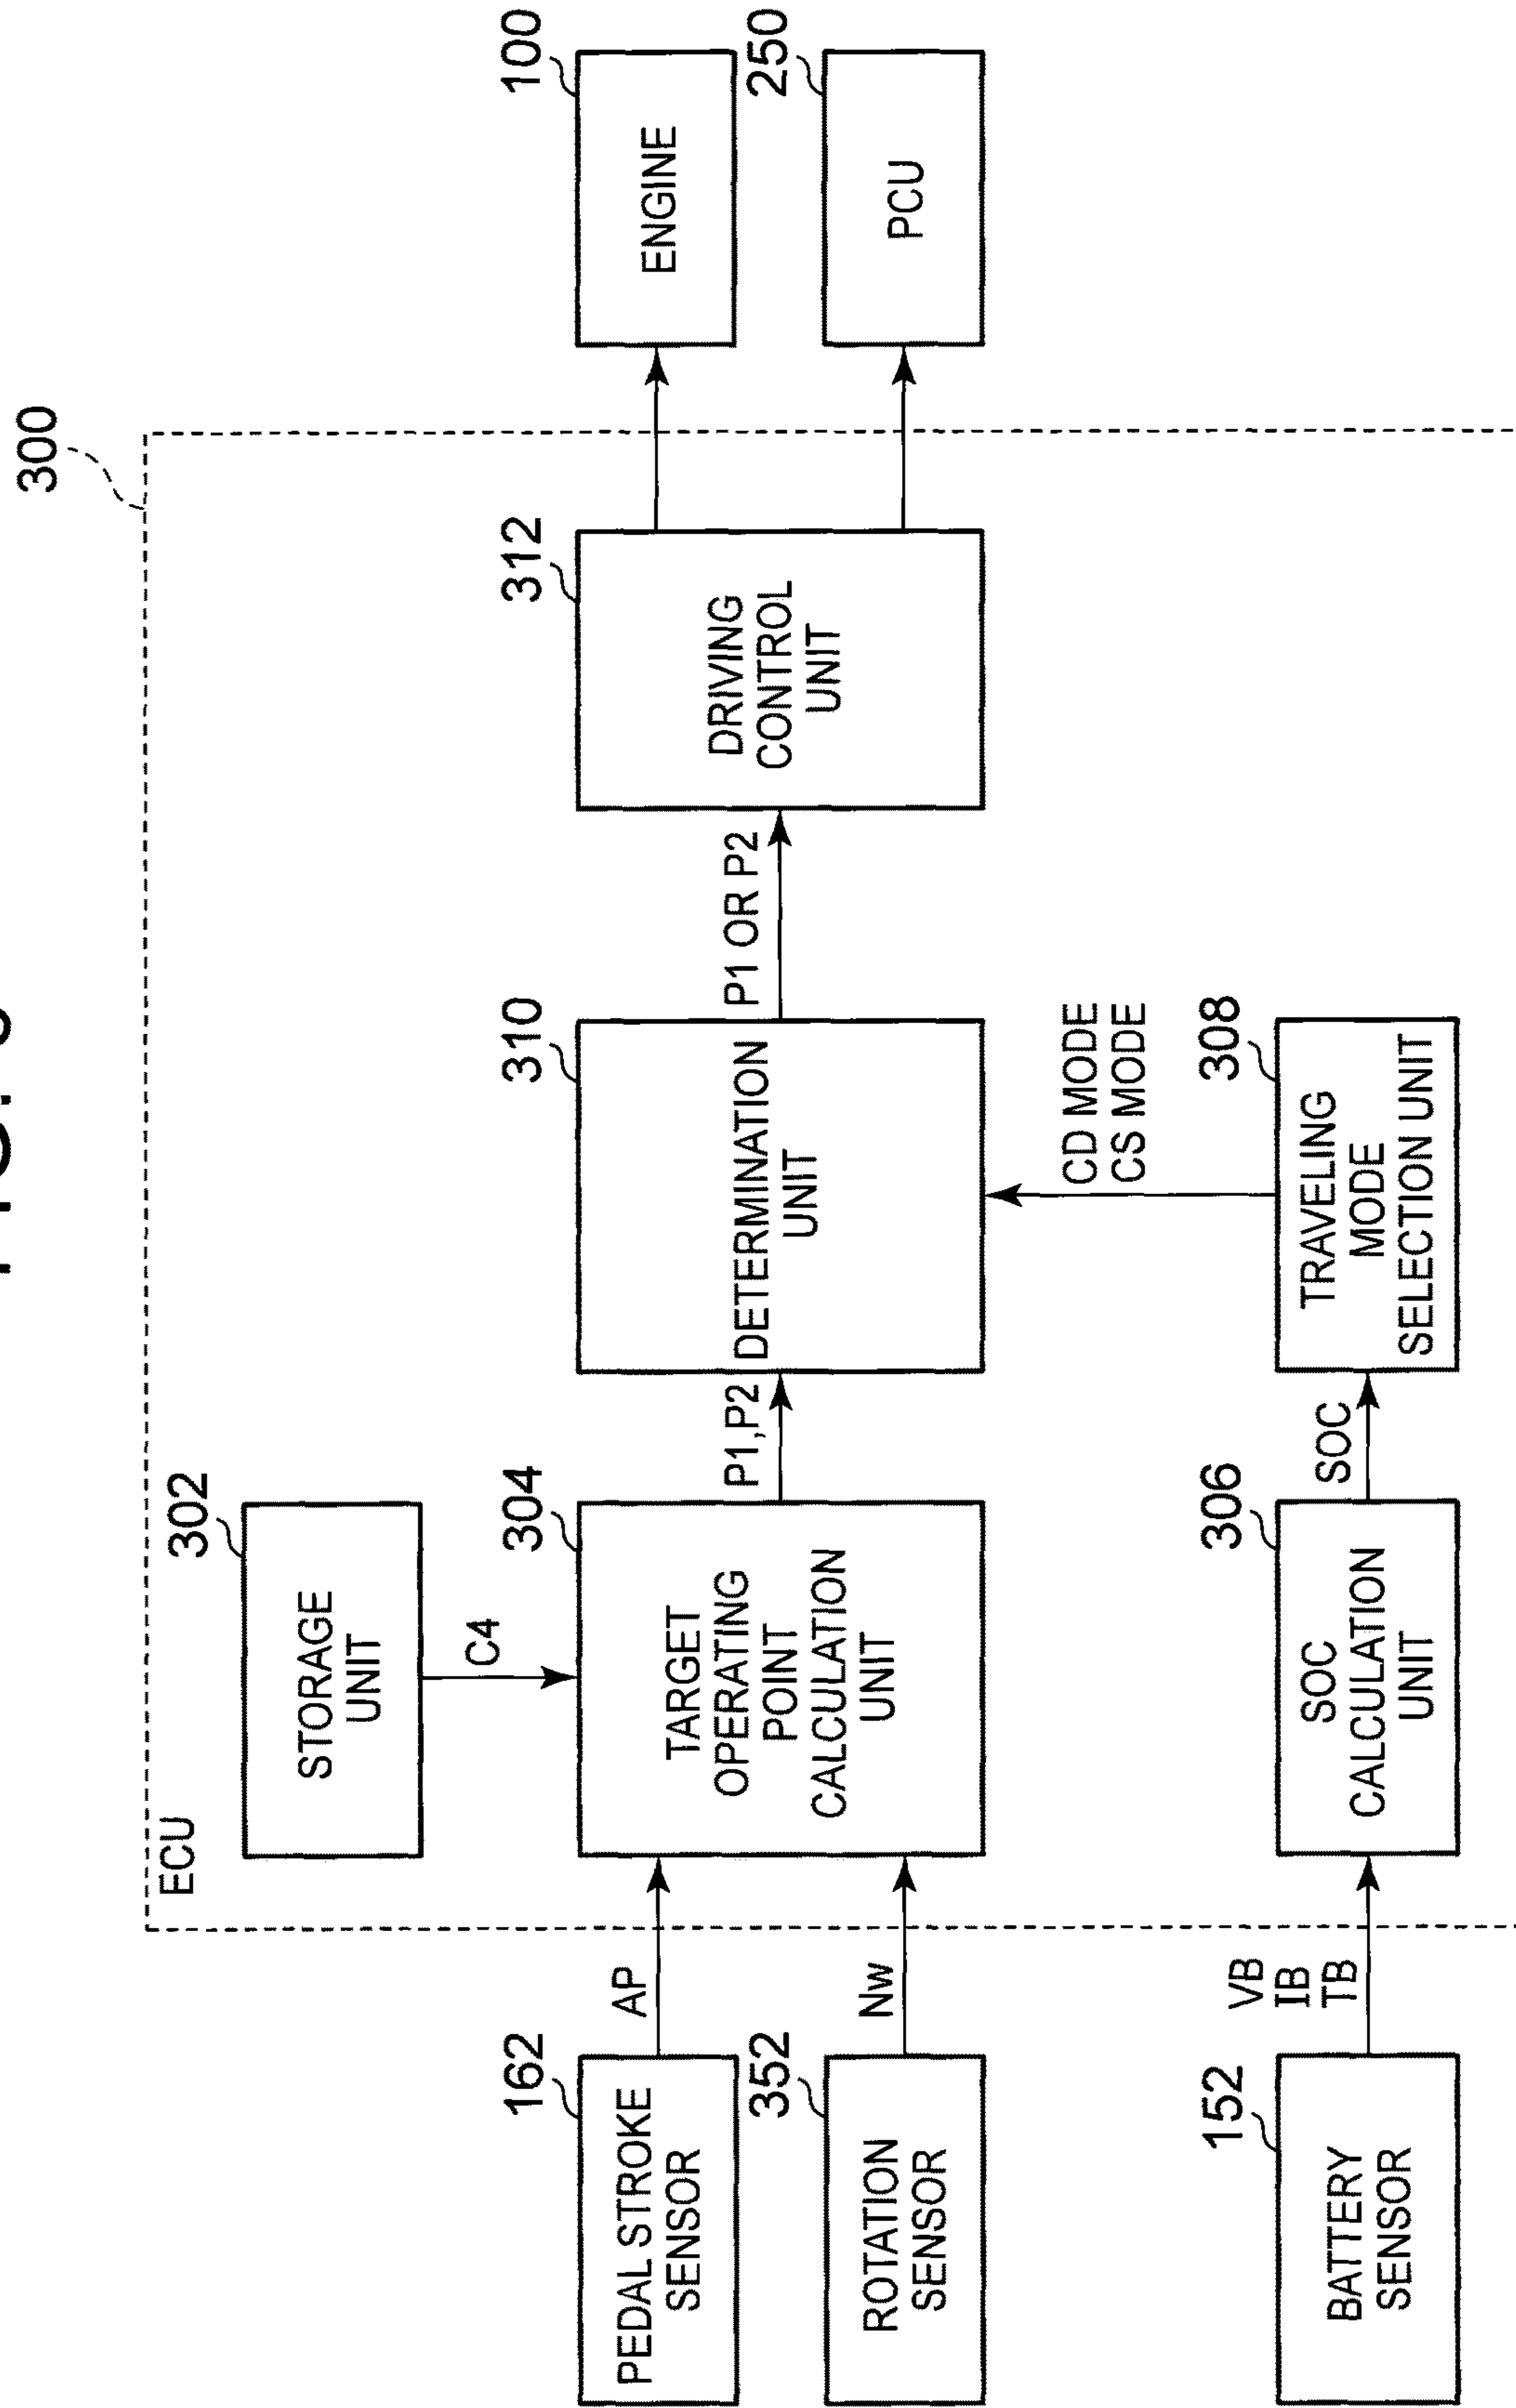 300
ECU
302
STORAGE
UNIT
C4
162
PEDAL STROKE
SENSOR
AP
304
TARGET
OPERATING
POINT
CALCULATION
UNIT
P1,P2
310
DETERMINATION
UNIT
P1 OR P2
312
DRIVING
CONTROL
UNIT
100
ENGINE
352
ROTATION
SENSOR
Nw
250
PCU
CD MODE
CS MODE
152
BATTERY
SENSOR
VB
IB
TB
306
SOC
CALCULATION
UNIT
SOC
308
TRAVELING
MODE
SELECTION UNIT